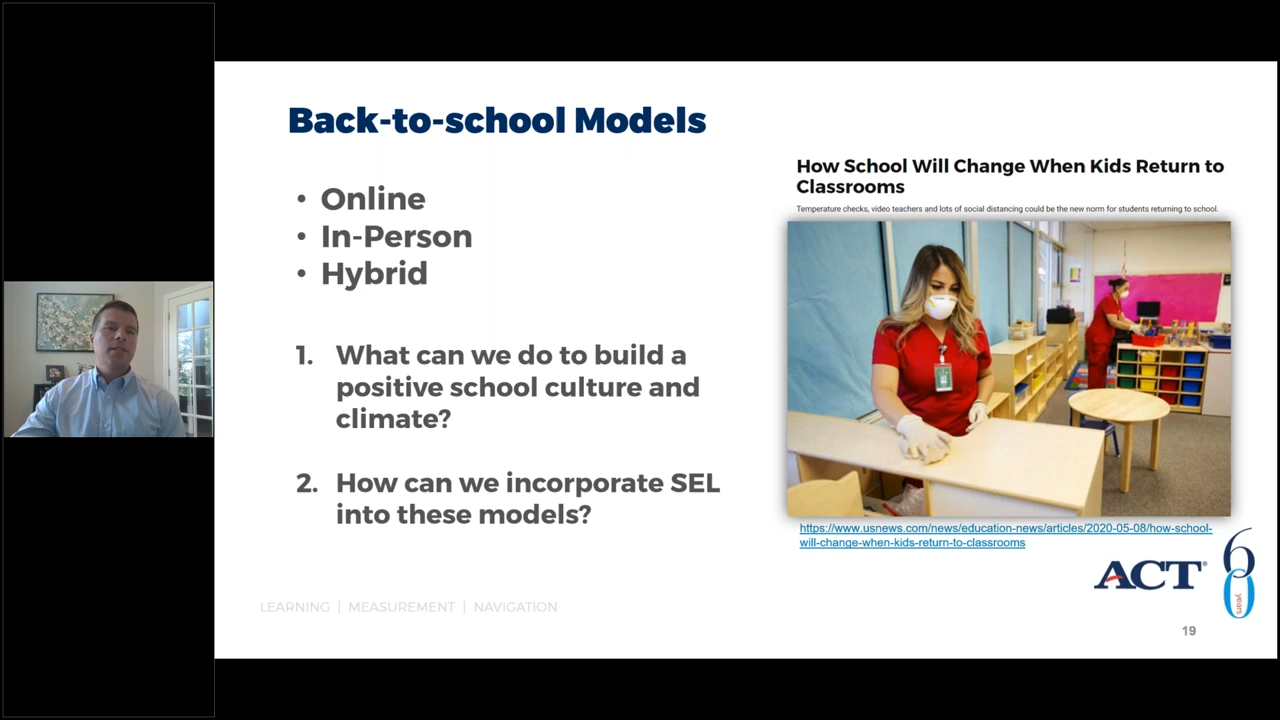 Back-to-school Models
• Online
• In-Person
• Hybrid
1. What can we do to build a
positive school culture and
climate?
2. How can we incorporate SEL
into these models?
How School Will Change When Kids Return to
Classrooms
Temperature checks, video teachers and lots of social distancing could be the new norm for students returning to school.
https://www.usnews.com/news/education-news/articles/2020-05-08/how-school-
will-change-when-kids-return-to-classrooms
ACT® 60
years
LEARNING | MEASUREMENT | NAVIGATION
19